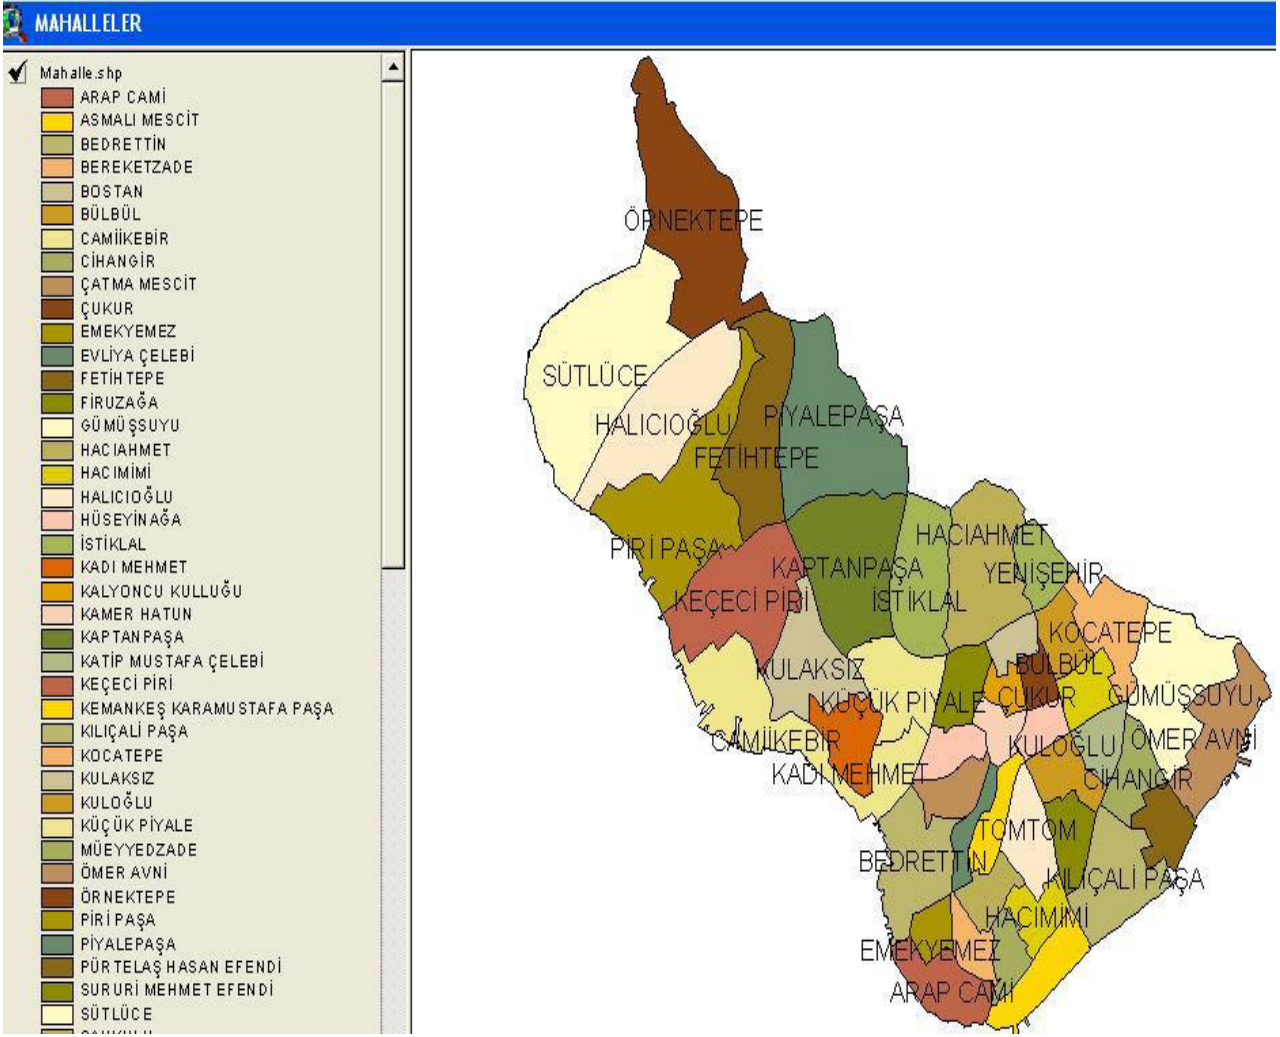 MAHALLELER
Mahalle.shp
ARAP CAMİ
ASMALI MESCİT
BEDRETTİN
BEREKETZADE
BOSTAN
BÜLBÜL
CAMİİKEBİR
CİHANGİR
ÇATMA MESCİT
ÇUKUR
EMEKYEMEZ
EVLİYA ÇELEBİ
FETİHTEPE
FİRUZAĞA
GÜMÜŞSUYU
HACIAHMET
HACIMİMİ
HALICIOĞLU
HÜSEYİNAĞA
İSTİKLAL
KADI MEHMET
KALYONCU KULLUĞU
KAMER HATUN
KAPTANPAŞA
KATİP MUSTAFA ÇELEBİ
KEÇECİ PİRİ
KEMANKEŞ KARAMUSTAFA PAŞA
KILIÇALİ PAŞA
KOCATEPE
KULAKSIZ
KULOĞLU
KÜÇÜK PİYALE
MÜEYYEDZADE
ÖMER AVNİ
ÖRNEKTEPE
PİRİ PAŞA
PİYALEPAŞA
PÜRTELAŞ HASAN EFENDİ
SURURİ MEHMET EFENDİ
SÜTLÜCE
ÖRNEKTEPE
SÜTLÜCE
HALICIOĞLU
PİYALEPAŞA
FETİHTEPE
PİRİ PAŞA
HACIAHMET
KAPTANPAŞA
YENİŞEHİR
KEÇECİ PİRİ
İSTİKLAL
KOCATEPE
KULAKSIZ
BÜLBÜL
KÜÇÜK PİYALE
ÇUKUR
GÜMÜŞSUYU
CAMİİKEBİR
KULOĞLU
ÖMER AVNİ
KADI MEHMET
CİHANGİR
TOMTOM
BEDRETTİN
KILIÇALİ PAŞA
HACIMİMİ
EMEKYEMEZ
ARAP CAMİ